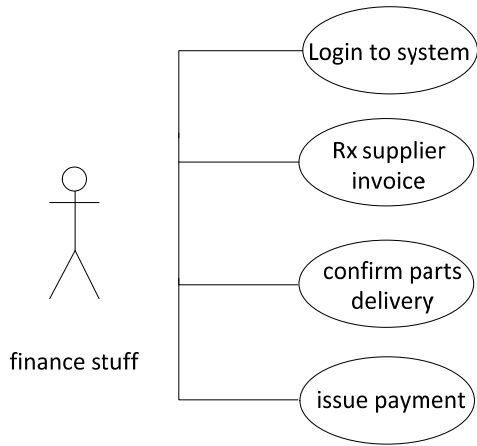 Login to system
Rx supplier
invoice
confirm parts
delivery
finance stuff
issue payment